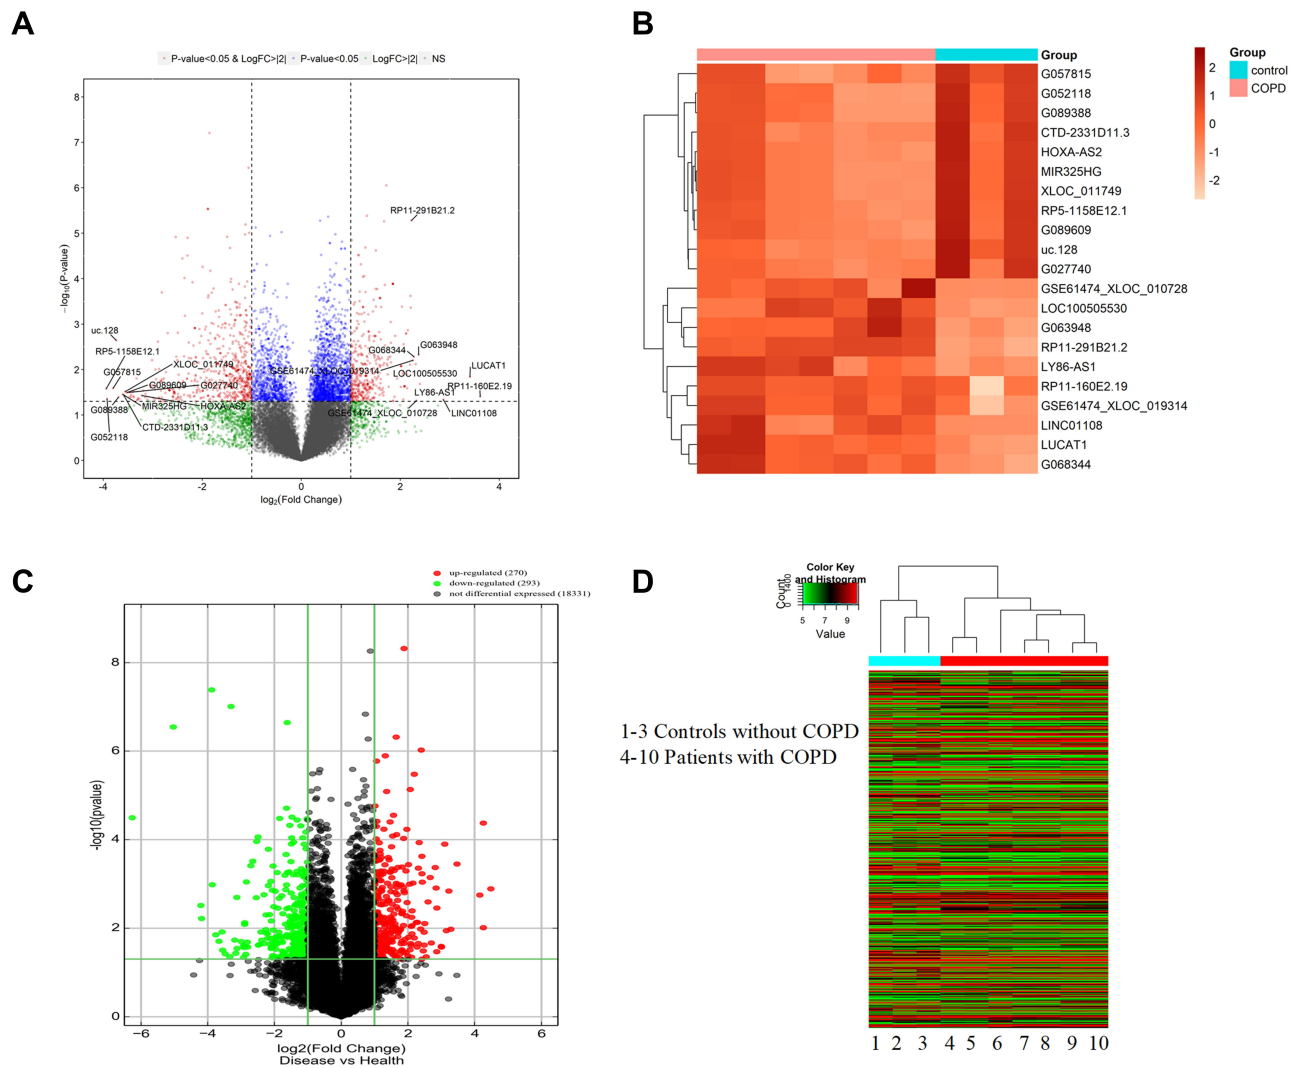 A
P-value<0.05 & LogFC>|2| P-value<0.05 LogFC>|2| NS
8
7
6
5
4
3
2
1
0
-4 -2 0 2 4
−log10(P-value)
log2(Fold Change)
RP11-291B21.2
uc.128
RP5-1158E12.1
G057815
XLOC_011749
G089609
G027740
G089388
MIR325HG
HOXA-AS2
CTD-2331D11.3
G052118
G063948
G068344
GSE61474_XLOC_019314
LOC100505530
LUCAT1
LY86-AS1
RP11-160E2.19
GSE61474_XLOC_010728
LINC01108
B
Group
G057815
G052118
G089388
CTD-2331D11.3
HOXA-AS2
MIR325HG
XLOC_011749
RP5-1158E12.1
G089609
uc.128
G027740
GSE61474_XLOC_010728
LOC100505530
G063948
RP11-291B21.2
LY86-AS1
RP11-160E2.19
GSE61474_XLOC_019314
LINC01108
LUCAT1
G068344
2
1
0
-1
-2
Group
control
COPD
C
up-regulated (270)
down-regulated (293)
not differential expressed (18331)
8
6
4
2
0
−6 −4 −2 0 2 4 6
-log10(pvalue)
log2(Fold Change)
Disease vs Health
D
Color Key
and Histogram
Count
0 1400
5 7 9
Value
1-3 Controls without COPD
4-10 Patients with COPD
1 2 3 4 5 6 7 8 9 10